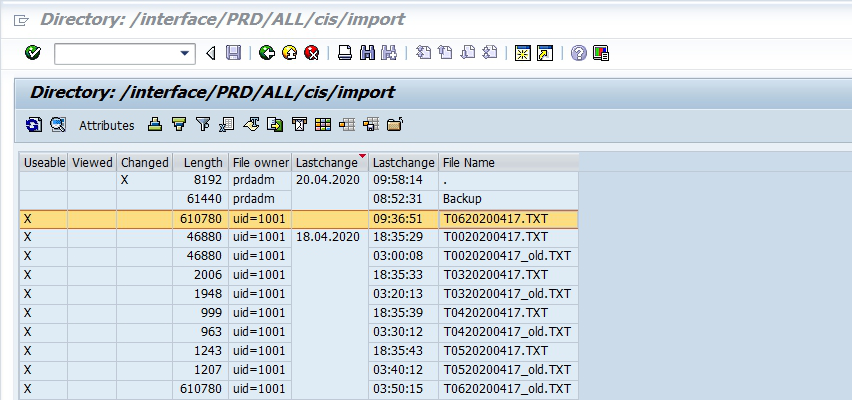 Directory: /interface/PRD/ALL/cis/import
Directory: /interface/PRD/ALL/cis/import
Attributes
Useable Viewed Changed Length File owner Lastchange Lastchange File Name
X 8192 prdadm 20.04.2020 09:58:14 .
61440 prdadm 08:52:31 Backup
X 610780 uid=1001 09:36:51 T0620200417.TXT
X 46880 uid=1001 18.04.2020 18:35:29 T0020200417.TXT
X 46880 uid=1001 03:00:08 T0020200417_old.TXT
X 2006 uid=1001 18:35:33 T0320200417.TXT
X 1948 uid=1001 03:20:13 T0320200417_old.TXT
X 999 uid=1001 18:35:39 T0420200417.TXT
X 963 uid=1001 03:30:12 T0420200417_old.TXT
X 1243 uid=1001 18:35:43 T0520200417.TXT
X 1207 uid=1001 03:40:12 T0520200417_old.TXT
X 610780 uid=1001 03:50:15 T0620200417_old.TXT